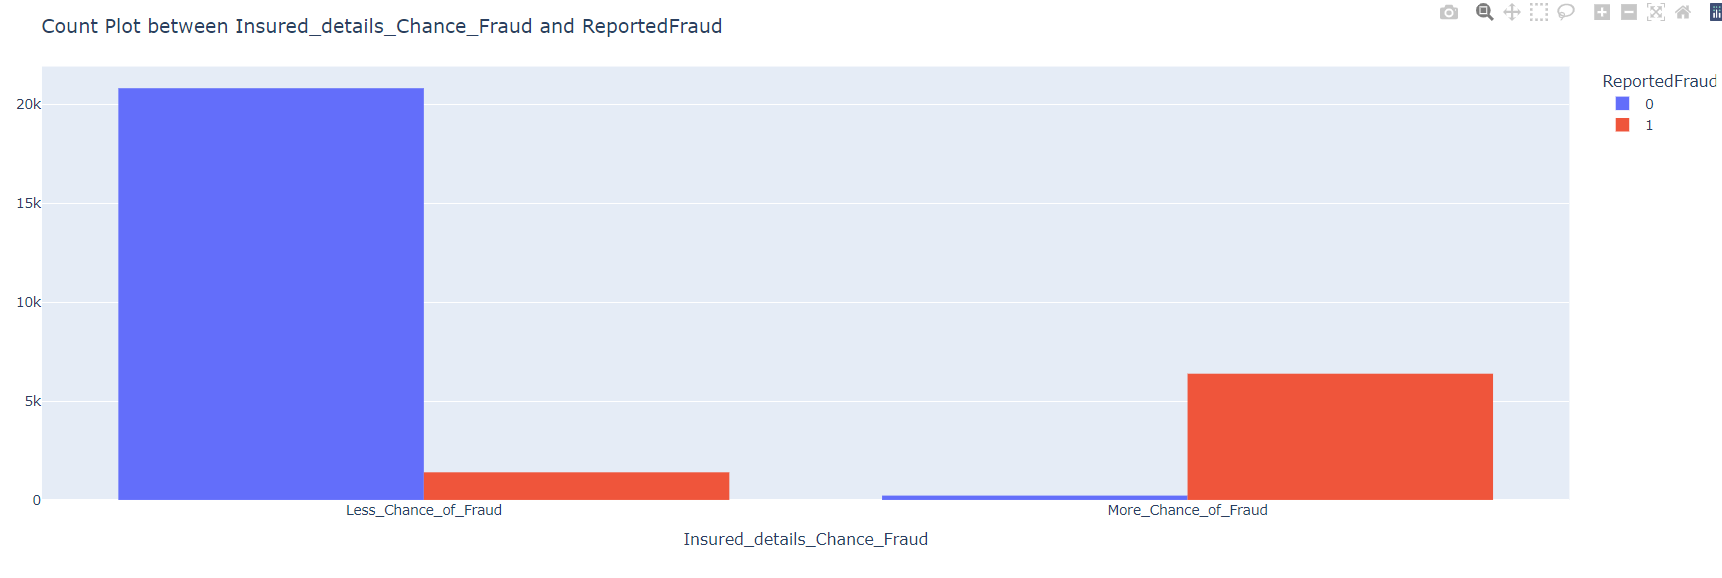 Count Plot between Insured_details_Chance_Fraud and ReportedFraud
ReportedFraud
0
1
20k
15k
10k
5k
0
Less_Chance_of_Fraud
More_Chance_of_Fraud
Insured_details_Chance_Fraud